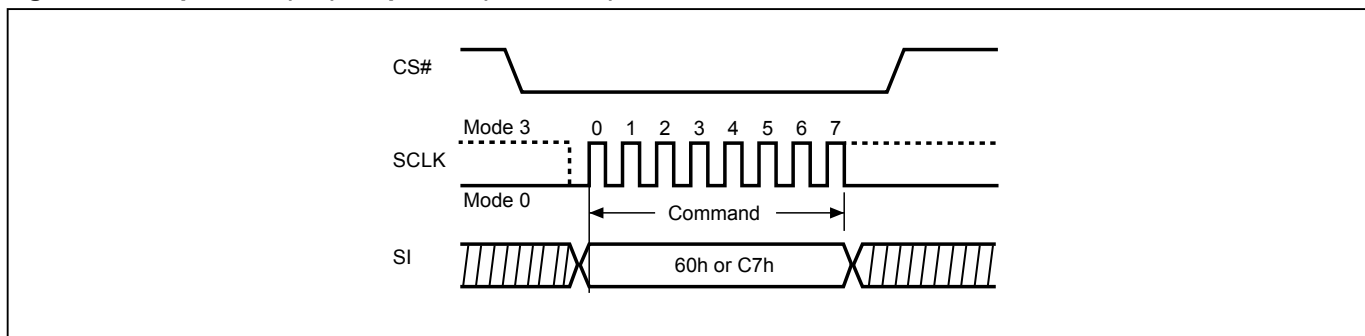 CS#
Mode 3
0 1 2 3 4 5 6 7
SCLK
Mode 0
Command
SI
60h or C7h